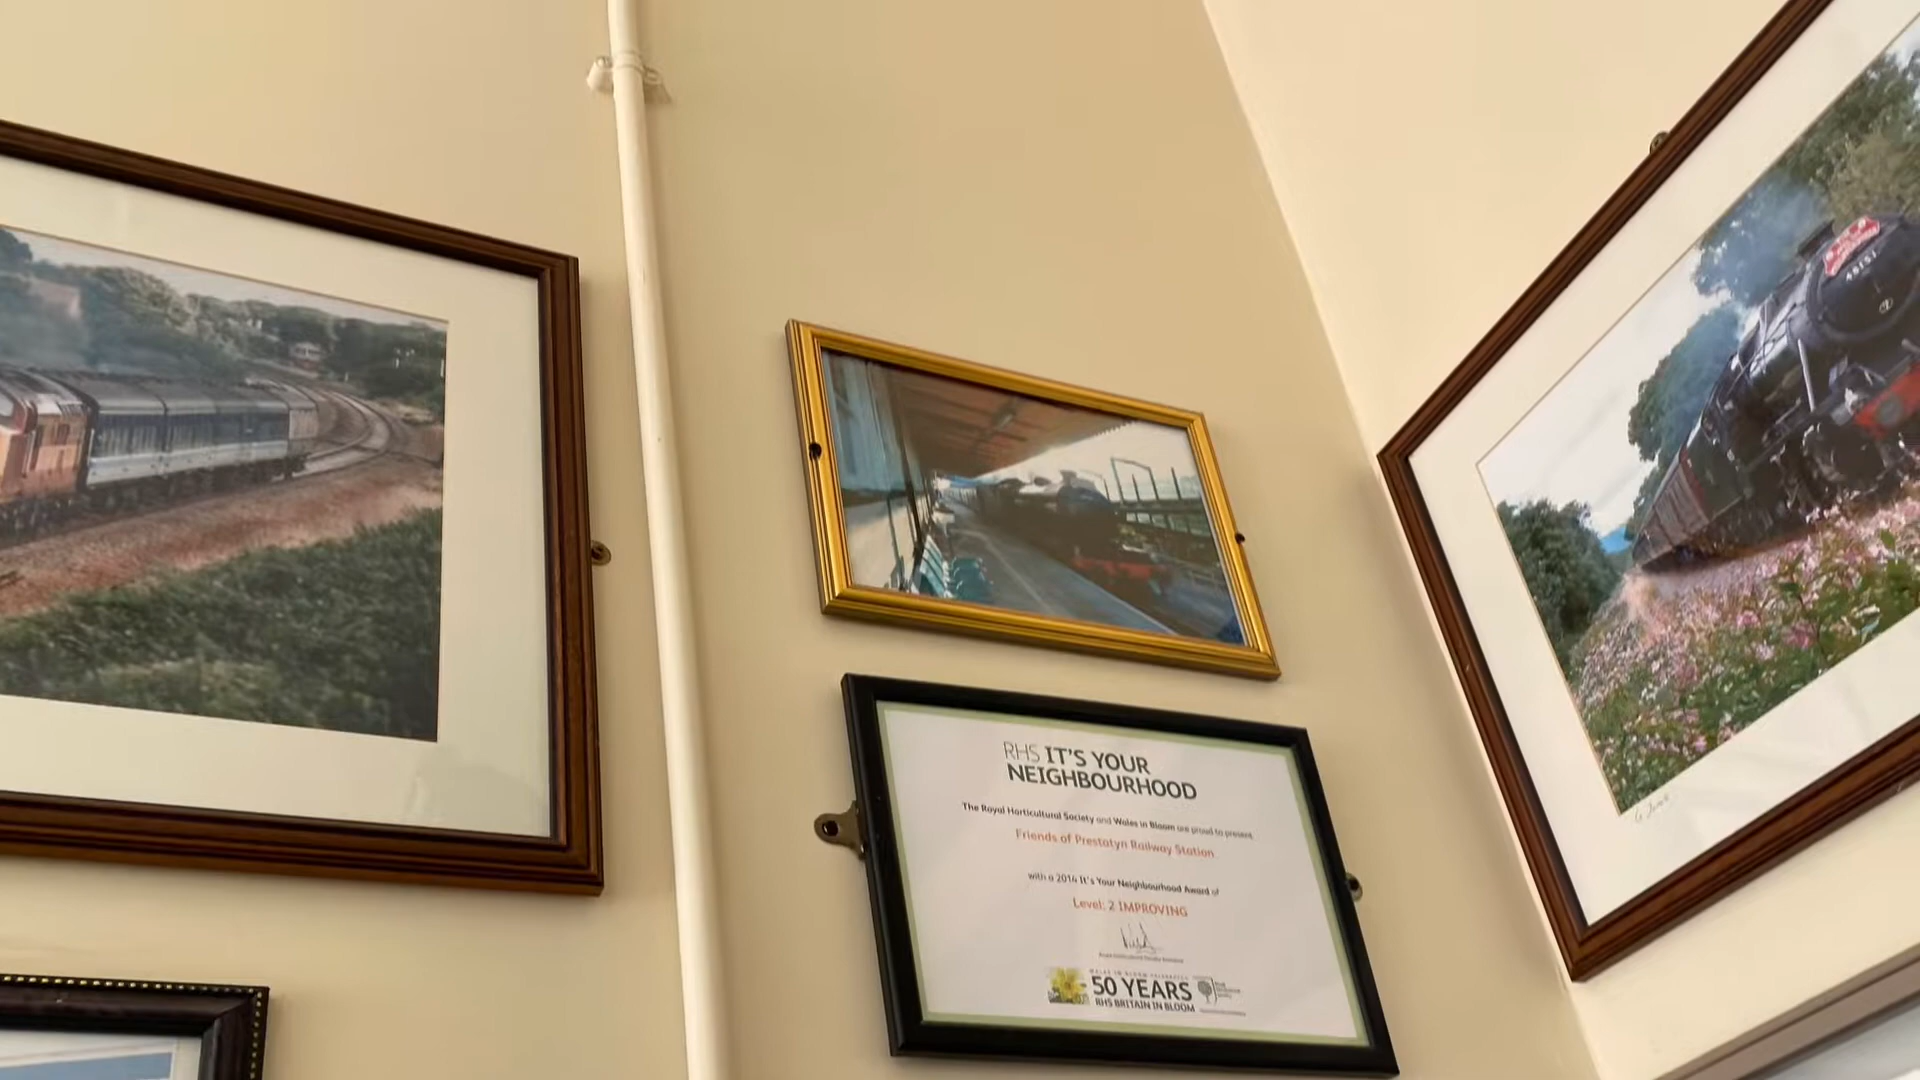 48151
RHS IT'S YOUR
NEIGHBOURHOOD
The Royal Horticultural Society and Wales in Bloom are proud to present
Friends of Prestatyn Railway Station
with a 2014 It's Your Neighbourhood Award of
Level: 2 IMPROVING
50 YEARS
RHS BRITAIN IN BLOOM